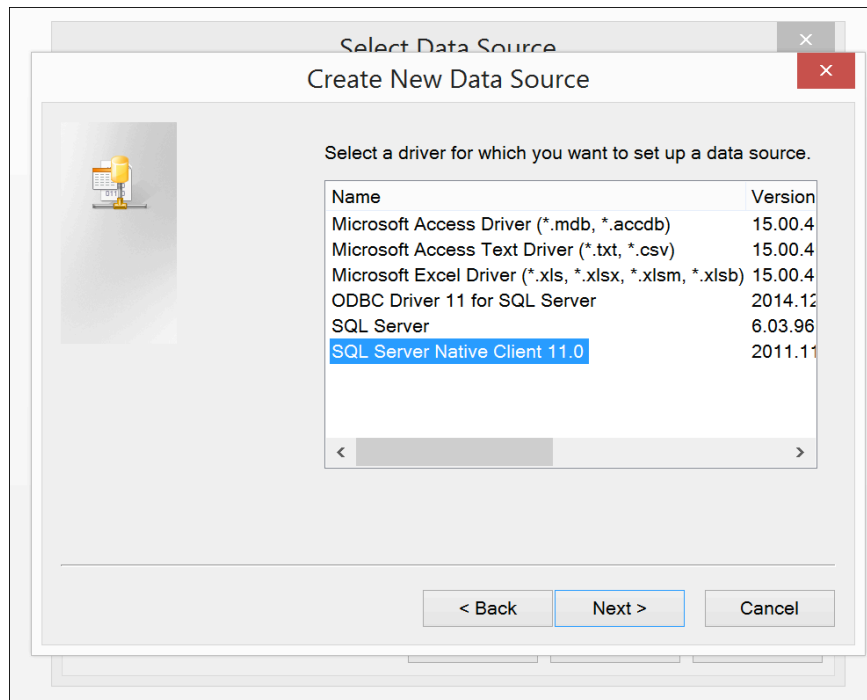 Select Data Source
Create New Data Source
Select a driver for which you want to set up a data source.
Name Version
Microsoft Access Driver (*.mdb, *.accdb) 15.00.4
Microsoft Access Text Driver (*.txt, *.csv) 15.00.4
Microsoft Excel Driver (*.xls, *.xlsx, *.xlsm, *.xlsb) 15.00.4
ODBC Driver 11 for SQL Server 2014.12
SQL Server 6.03.96
SQL Server Native Client 11.0 2011.11
< Back Next > Cancel